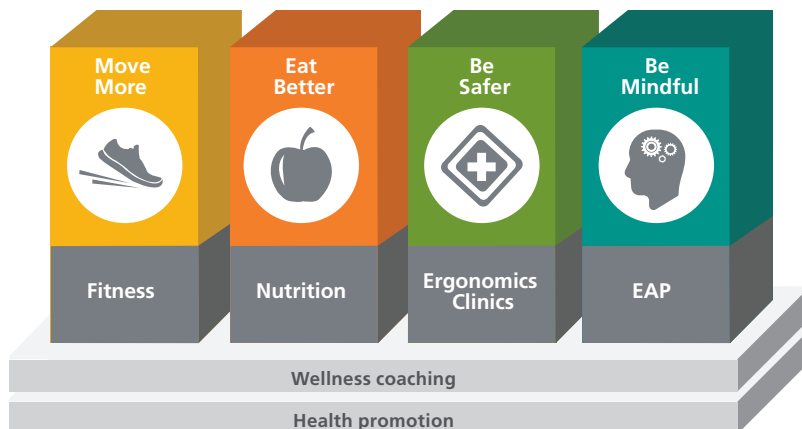 Move
More
Eat
Better
Be
Safer
Be
Mindful
Fitness
Nutrition
Ergonomics
Clinics
EAP
Wellness coaching
Health promotion